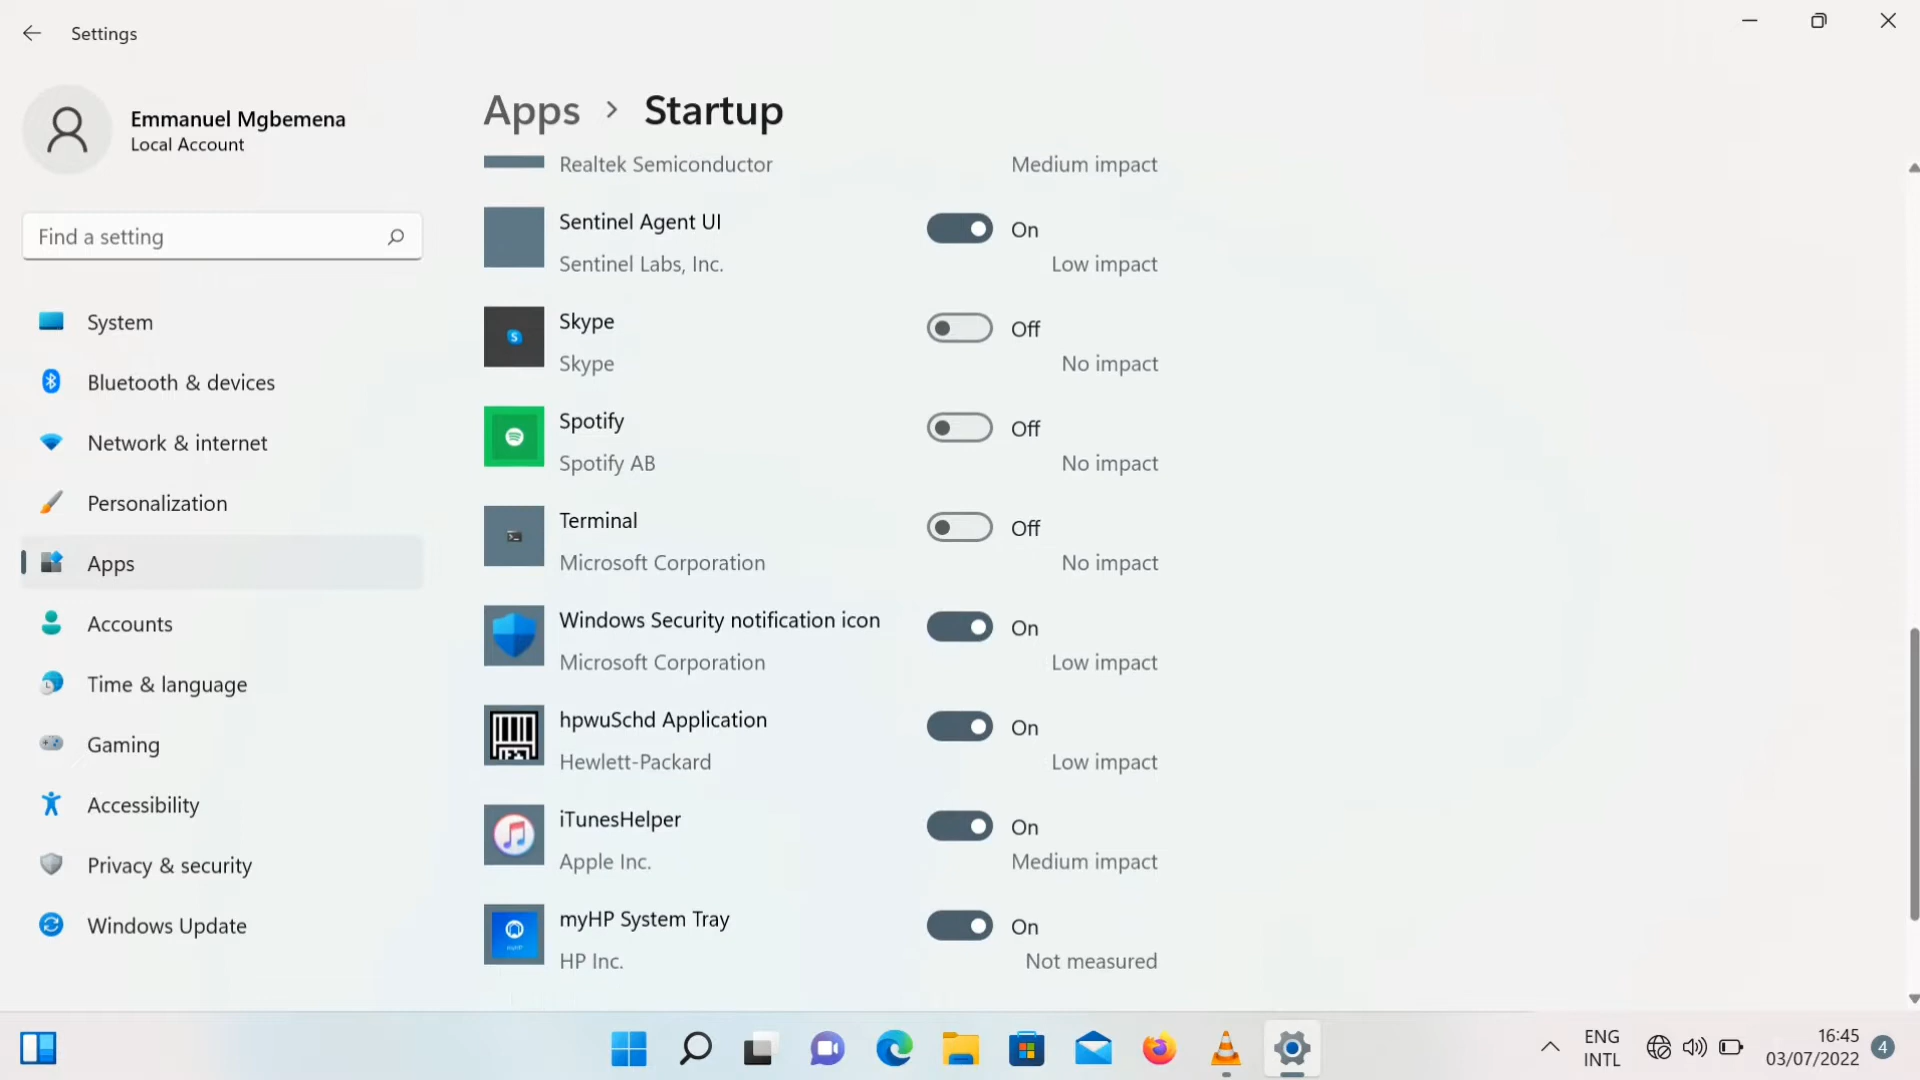 Settings
Emmanuel Mgbemena
Local Account
Find a setting
System
Bluetooth & devices
Network & internet
Personalization
Apps
Accounts
Time & language
Gaming
Accessibility
Privacy & security
Windows Update
Apps > Startup
Realtek Semiconductor Medium impact
Sentinel Agent UI On
Sentinel Labs, Inc. Low impact
Skype Off
Skype No impact
Spotify Off
Spotify AB No impact
Terminal Off
Microsoft Corporation No impact
Windows Security notification icon On
Microsoft Corporation Low impact
hpwuSchd Application On
Hewlett-Packard Low impact
iTunesHelper On
Apple Inc. Medium impact
myHP System Tray On
HP Inc. Not measured
ENG 16:45
INTL 03/07/2022 4